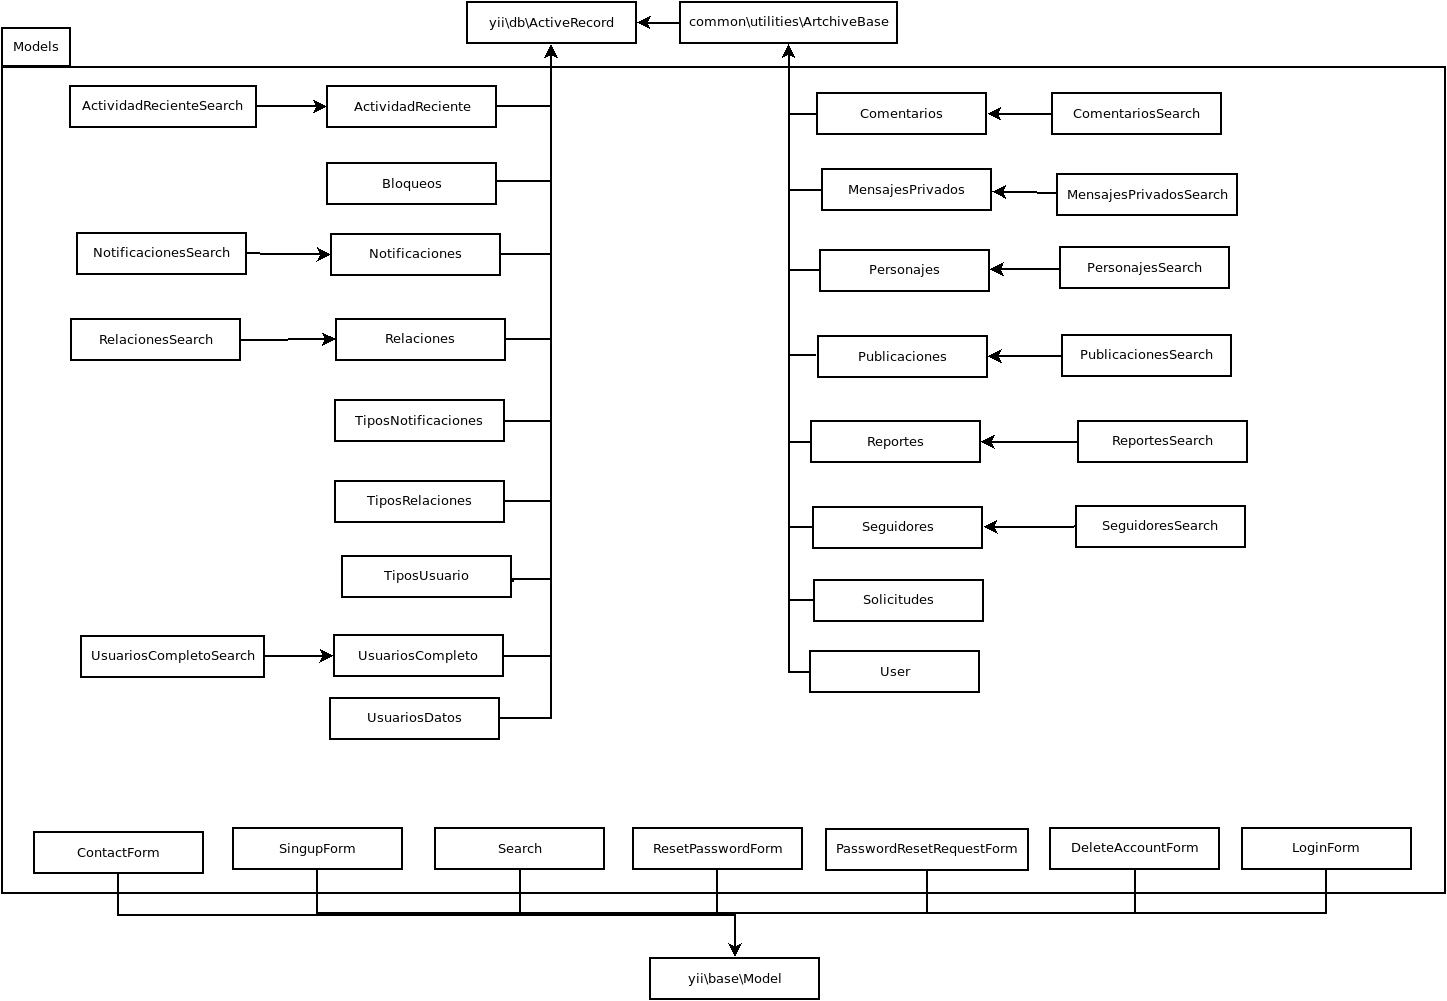 yii\db\ActiveRecord
common\utilities\ArtchiveBase
Models
ActividadRecienteSearch
ActividadReciente
Comentarios
ComentariosSearch
Bloqueos
MensajesPrivados
MensajesPrivadosSearch
NotificacionesSearch
Notificaciones
Personajes
PersonajesSearch
RelacionesSearch
Relaciones
Publicaciones
PublicacionesSearch
TiposNotificaciones
Reportes
ReportesSearch
TiposRelaciones
Seguidores
SeguidoresSearch
TiposUsuario
Solicitudes
UsuariosCompletoSearch
UsuariosCompleto
User
UsuariosDatos
ContactForm
SingupForm
Search
ResetPasswordForm
PasswordResetRequestForm
DeleteAccountForm
LoginForm
yii\base\Model